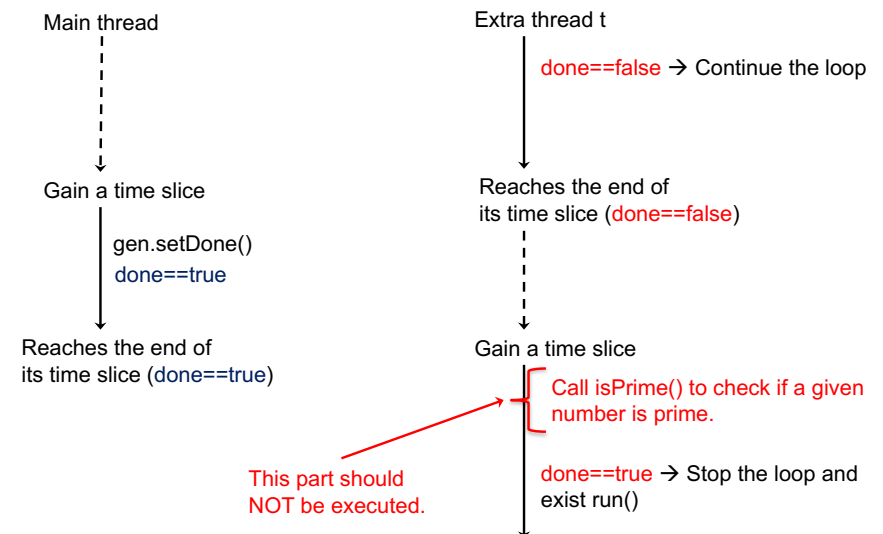 Main thread
Gain a time slice
gen.setDone()
done==true
Reaches the end of
its time slice (done==true)
Extra thread t
done==false → Continue the loop
Reaches the end of
its time slice (done==false)
Gain a time slice
Call isPrime() to check if a given
number is prime.
This part should
NOT be executed.
done==true → Stop the loop and
exist run()